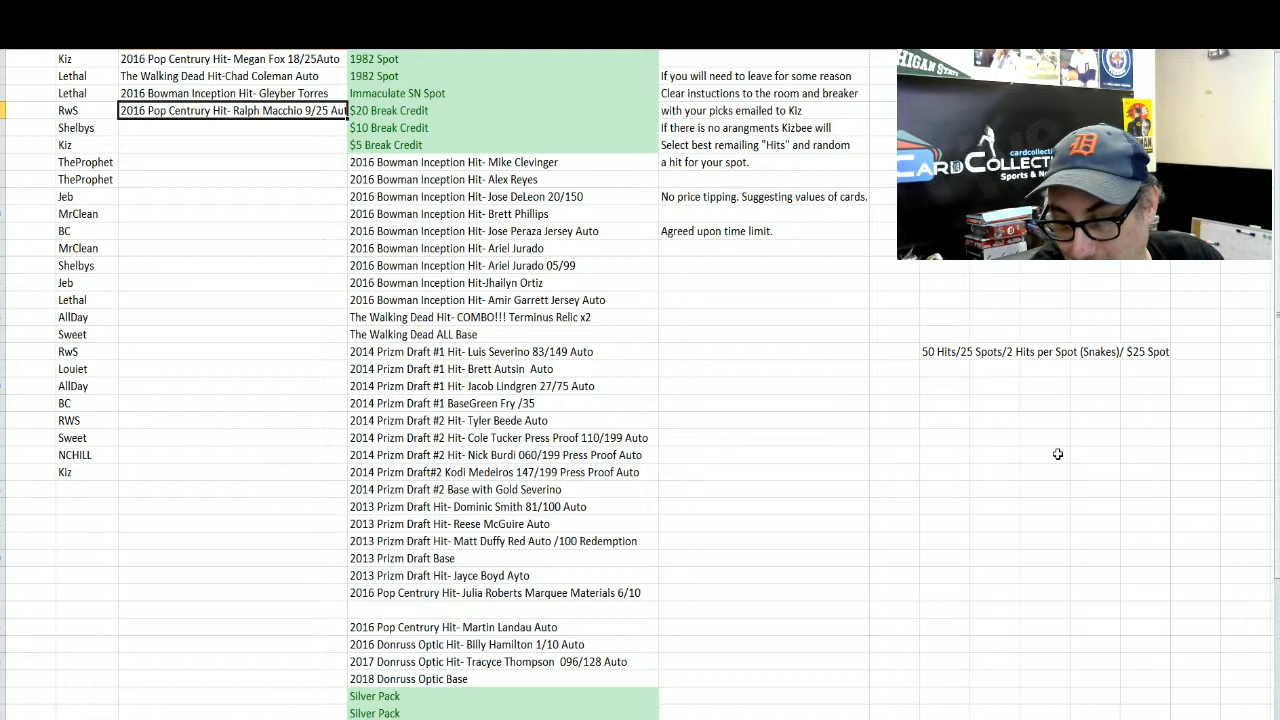 Kiz 2016 Pop Centrury Hit- Megan Fox 18/25Auto 1982 Spot
Lethal The Walking Dead Hit-Chad Coleman Auto 1982 Spot If you will need to leave for some reason
Lethal 2016 Bowman Inception Hit- Gleyber Torres Immaculate SN Spot Clear instuctions to the room and breaker
RwS 2016 Pop Centrury Hit- Ralph Macchio 9/25 Aut $20 Break Credit with your picks emailed to Kiz
Shelbys $10 Break Credit If there is no arangments Kizbee will
Kiz $5 Break Credit Select best remailing "Hits" and random
TheProphet 2016 Bowman Inception Hit- Mike Clevinger a hit for your spot.
TheProphet 2016 Bowman Inception Hit- Alex Reyes
Jeb 2016 Bowman Inception Hit- Jose DeLeon 20/150 No price tipping. Suggesting values of cards.
MrClean 2016 Bowman Inception Hit- Brett Phillips
BC 2016 Bowman Inception Hit- Jose Peraza Jersey Auto Agreed upon time limit.
MrClean 2016 Bowman Inception Hit- Ariel Jurado
Shelbys 2016 Bowman Inception Hit- Ariel Jurado 05/99
Jeb 2016 Bowman Inception Hit-Jhailyn Ortiz
Lethal 2016 Bowman Inception Hit- Amir Garrett Jersey Auto
AllDay The Walking Dead Hit- COMBO!!! Terminus Relic x2
Sweet The Walking Dead ALL Base
RwS 2014 Prizm Draft #1 Hit- Luis Severino 83/149 Auto 50 Hits/25 Spots/2 Hits per Spot (Snakes)/ $25 Spot
Louiet 2014 Prizm Draft #1 Hit- Brett Autsin  Auto
AllDay 2014 Prizm Draft #1 Hit- Jacob Lindgren 27/75 Auto
BC 2014 Prizm Draft #1 BaseGreen Fry /35
RWS 2014 Prizm Draft #2 Hit- Tyler Beede Auto
Sweet 2014 Prizm Draft #2 Hit- Cole Tucker Press Proof 110/199 Auto
NCHILL 2014 Prizm Draft #2 Hit- Nick Burdi 060/199 Press Proof Auto
Kiz 2014 Prizm Draft#2 Kodi Medeiros 147/199 Press Proof Auto
2014 Prizm Draft #2 Base with Gold Severino
2013 Prizm Draft Hit- Dominic Smith 81/100 Auto
2013 Prizm Draft Hit- Reese McGuire Auto
2013 Prizm Draft Hit- Matt Duffy Red Auto /100 Redemption
2013 Prizm Draft Base
2013 Prizm Draft Hit- Jayce Boyd Ayto
2016 Pop Centrury Hit- Julia Roberts Marquee Materials 6/10
2016 Pop Centrury Hit- Martin Landau Auto
2016 Donruss Optic Hit- Billy Hamilton 1/10 Auto
2017 Donruss Optic Hit- Tracyce Thompson  096/128 Auto
2018 Donruss Optic Base
Silver Pack
Silver Pack
HIGAN STATE
cardcollecti
CARDCOLLECT
Sports & N